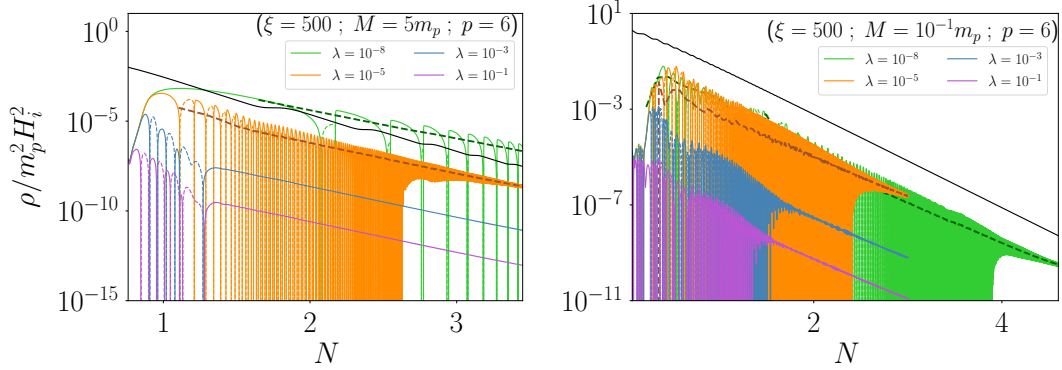 (ξ = 500 ; M = 5m_p ; p = 6)
λ = 10^{-8} λ = 10^{-3}
λ = 10^{-5} λ = 10^{-1}
10^0
10^{-5}
10^{-10}
10^{-15}
ρ/m_p^2 H_i^2
1 2 3
N
(ξ = 500 ; M = 10^{-1}m_p ; p = 6)
λ = 10^{-8} λ = 10^{-3}
λ = 10^{-5} λ = 10^{-1}
10^1
10^{-3}
10^{-7}
10^{-11}
2 4
N